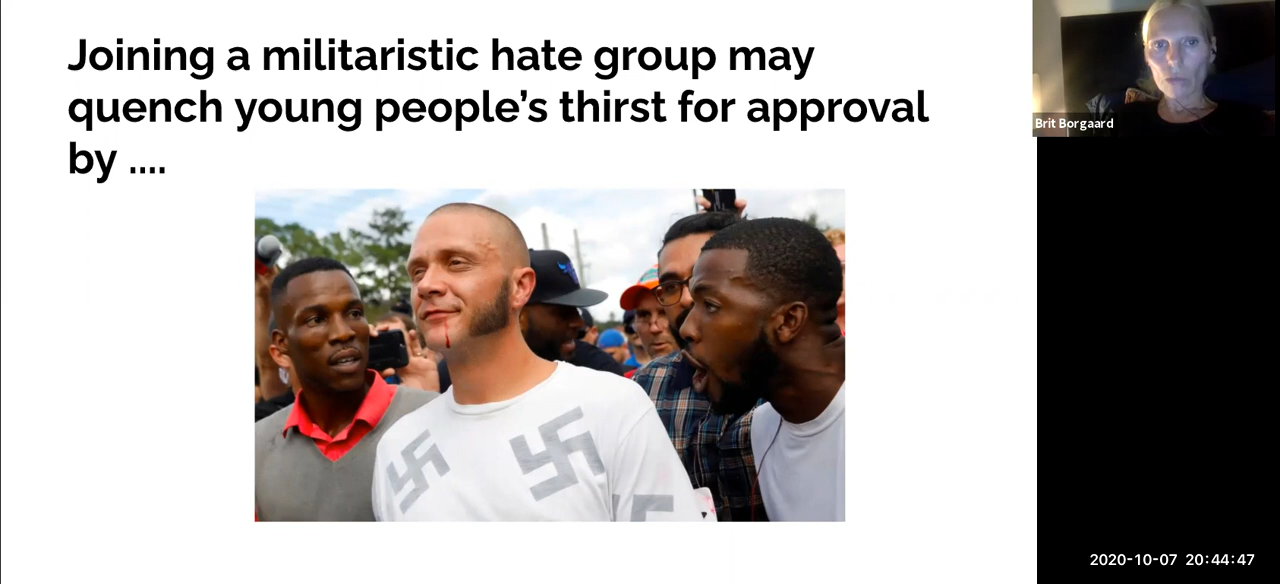 Joining a militaristic hate group may
quench young people’s thirst for approval
by ....
Brit Borgaard
2020-10-07 20:44:47